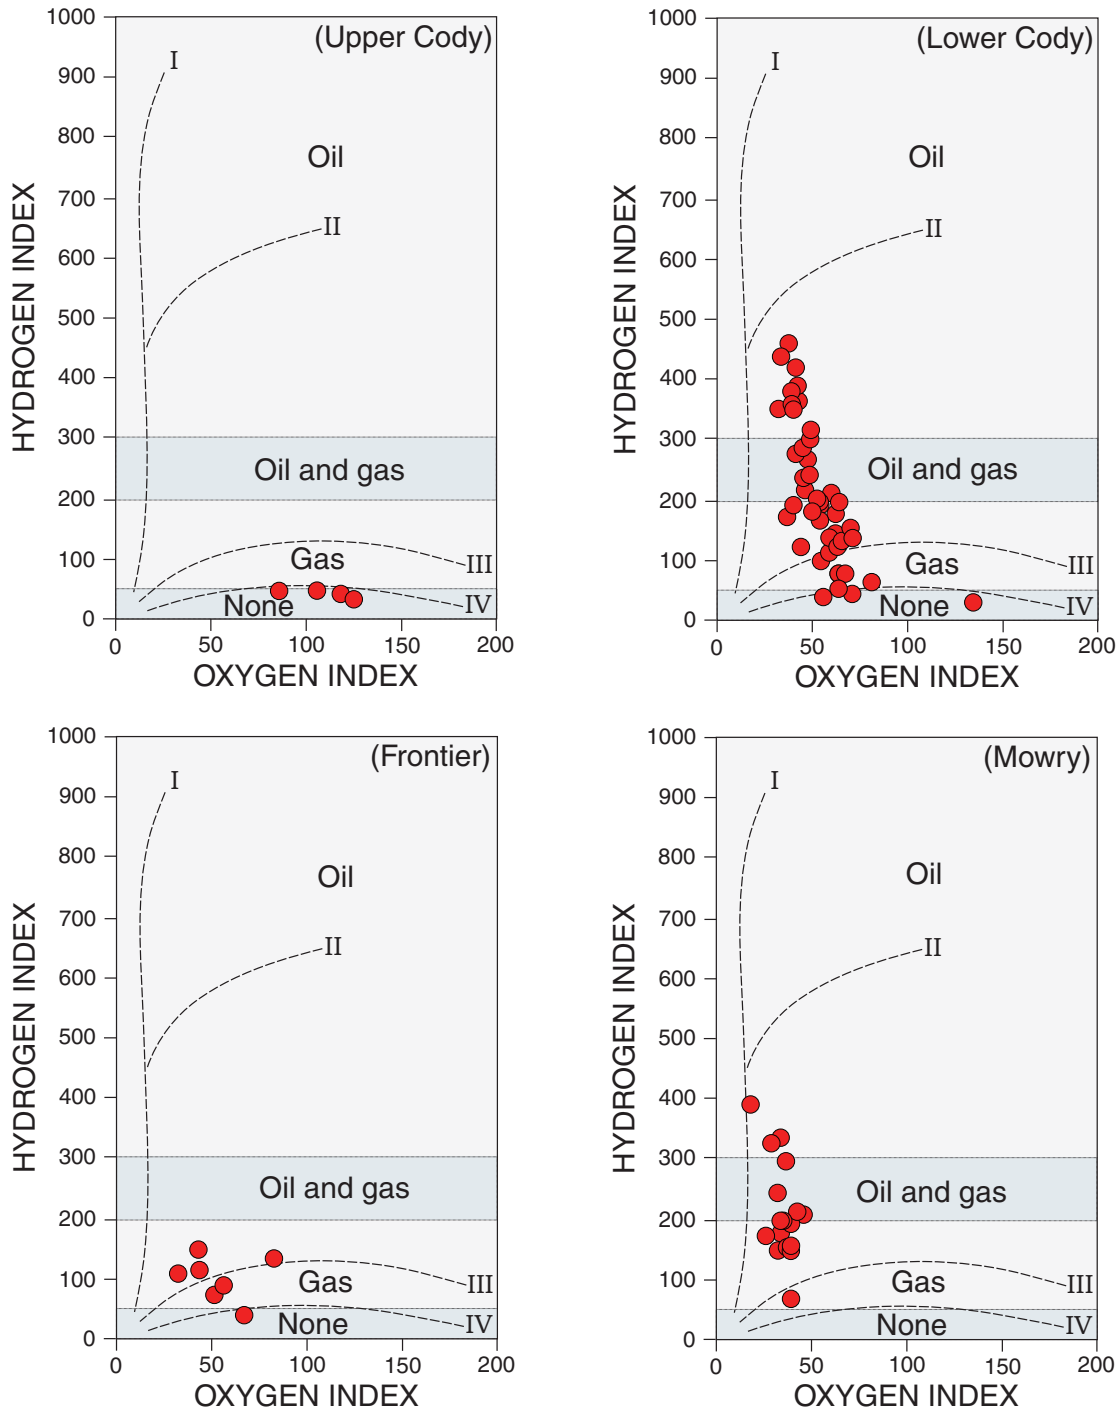 (Upper Cody)
HYDROGEN INDEX
1000
900
800
700
600
500
400
300
200
100
0
I
Oil
II
Oil and gas
Gas
III
None
IV
0 50 100 150 200
OXYGEN INDEX
(Lower Cody)
HYDROGEN INDEX
1000
900
800
700
600
500
400
300
200
100
0
I
Oil
II
Oil and gas
Gas
III
None
IV
0 50 100 150 200
OXYGEN INDEX
(Frontier)
HYDROGEN INDEX
1000
900
800
700
600
500
400
300
200
100
0
I
Oil
II
Oil and gas
Gas
III
None
IV
0 50 100 150 200
OXYGEN INDEX
(Mowry)
HYDROGEN INDEX
1000
900
800
700
600
500
400
300
200
100
0
I
Oil
II
Oil and gas
Gas
III
None
IV
0 50 100 150 200
OXYGEN INDEX